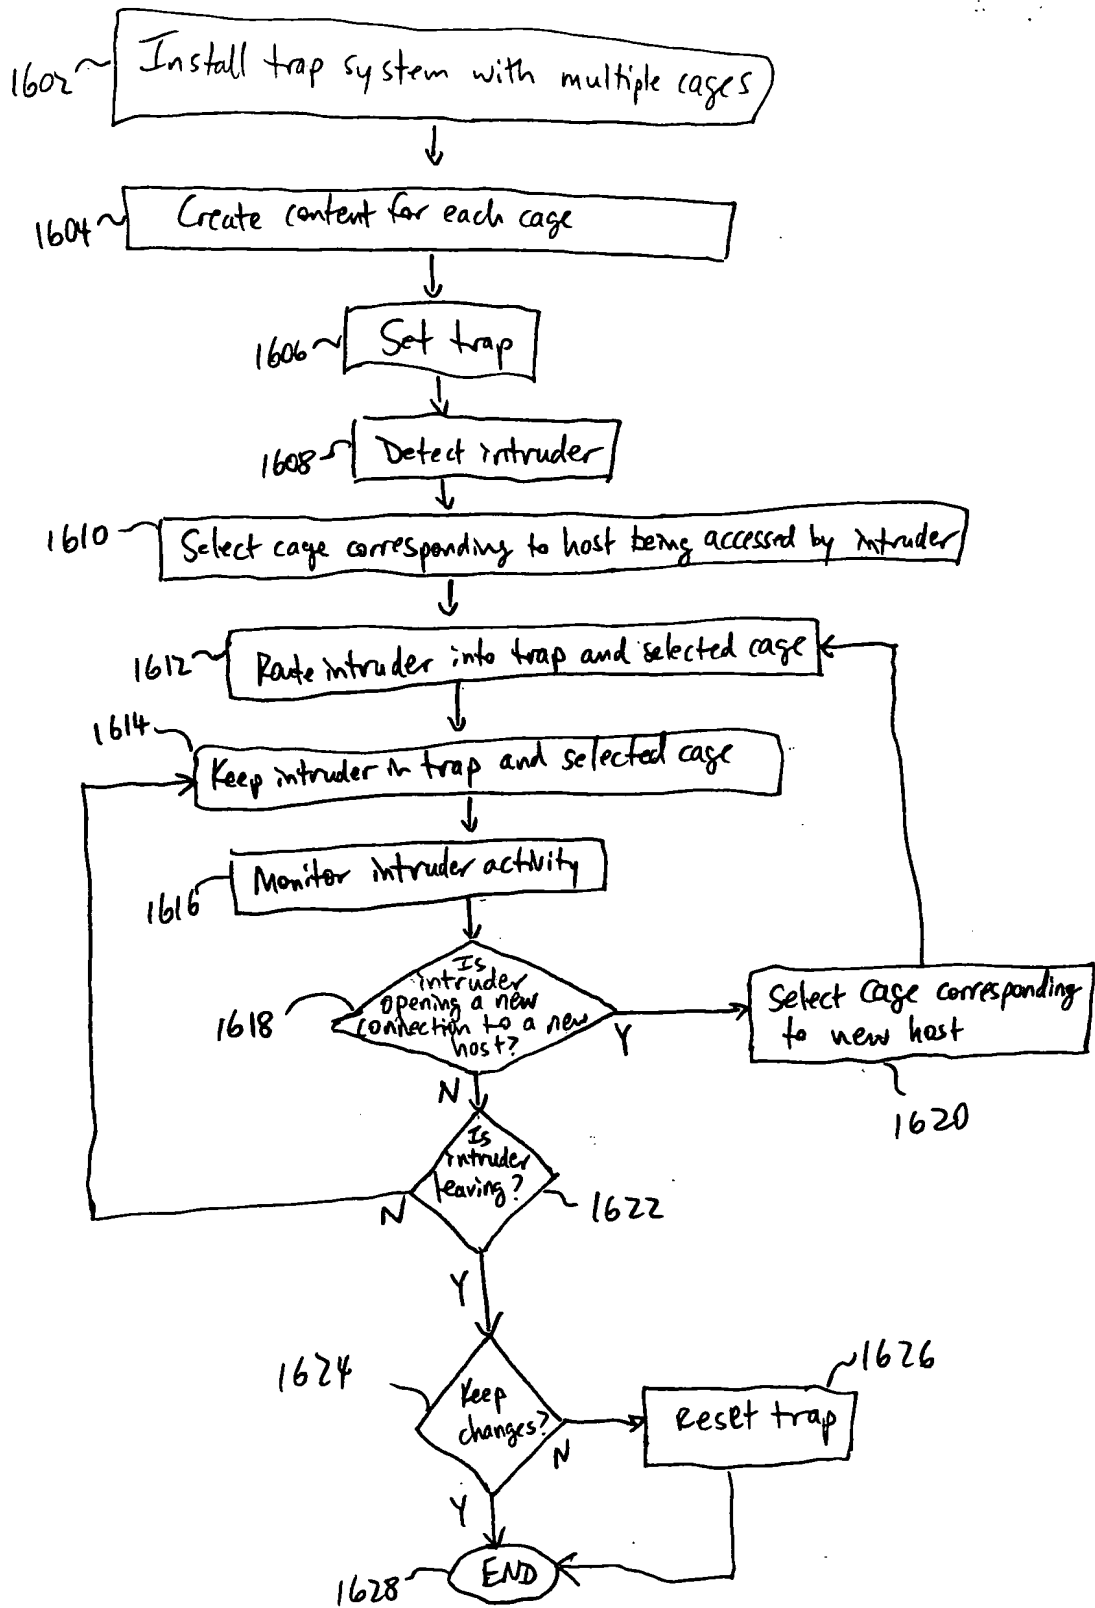 1602
Install trap system with multiple cages
1604
Create content for each cage
1606
Set trap
1608
Detect intruder
1610
Select cage corresponding to host being accessed by intruder
1612
Route intruder into trap and selected cage
1614
Keep intruder in trap and selected cage
1616
Monitor intruder activity
1618
Is
intruder
opening a new
connection to a new
host?
Y
N
Select cage corresponding
to new host
1620
Is
intruder
leaving?
1622
N
Y
1624
Keep
changes?
N
Y
1626
Reset trap
1628
END